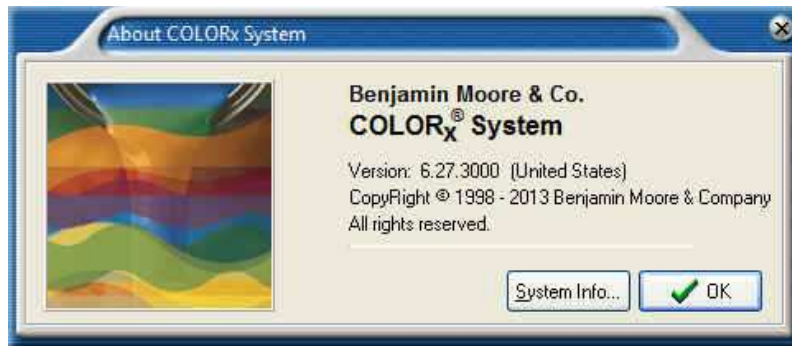 About COLORx System
Benjamin Moore & Co.
COLORx® System
Version: 6.27.3000 (United States)
CopyRight © 1998 - 2013 Benjamin Moore & Company
All rights reserved.
System Info... OK